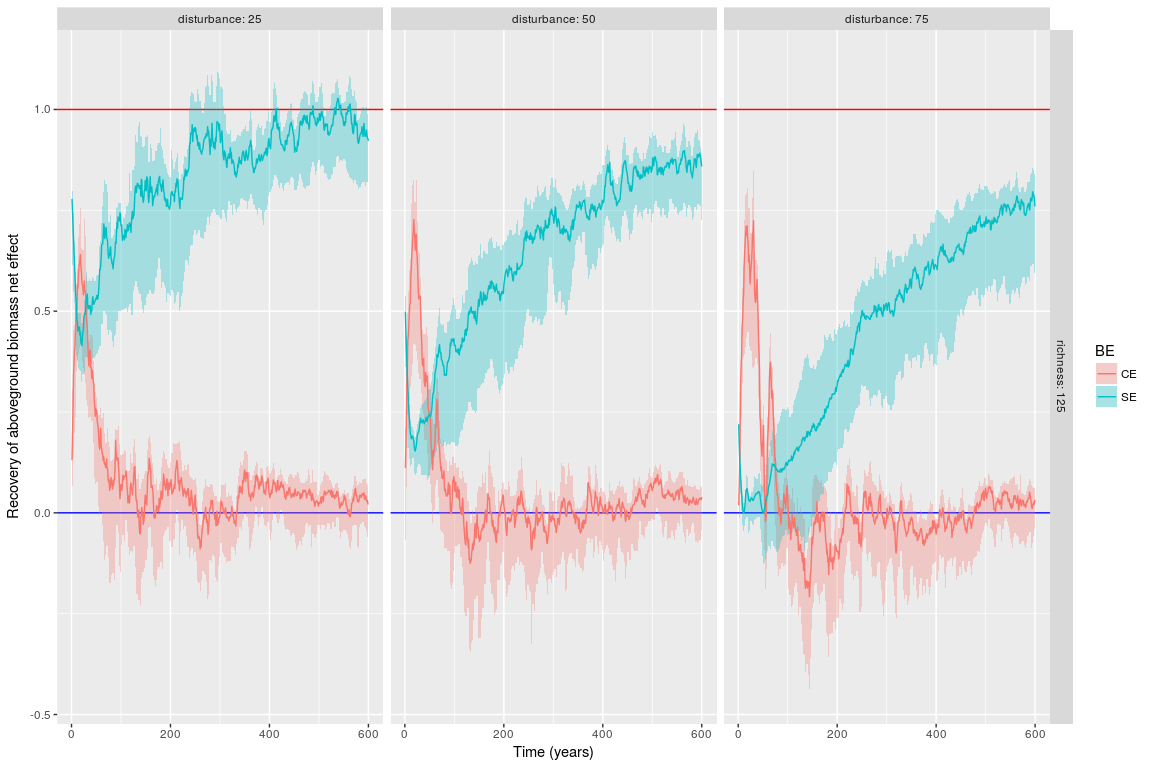 disturbance: 25
disturbance: 50
disturbance: 75
Recovery of aboveground biomass net effect
1.0
0.5
0.0
-0.5
richness: 125
BE
CE
SE
0 200 400 600
0 200 400 600
0 200 400 600
Time (years)